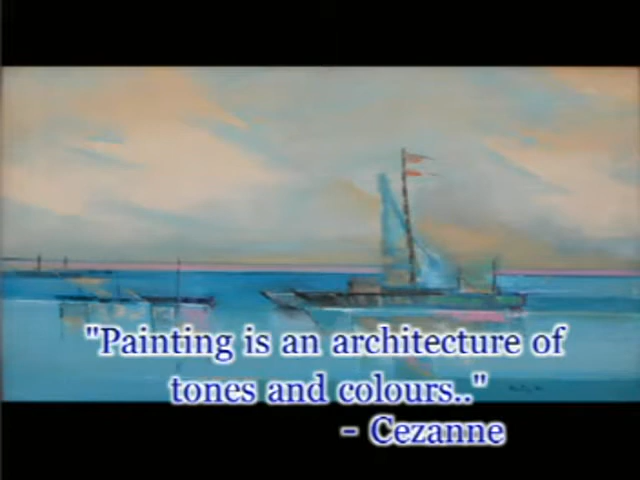 "Painting is an architecture of
tones and colours.."
- Cezanne